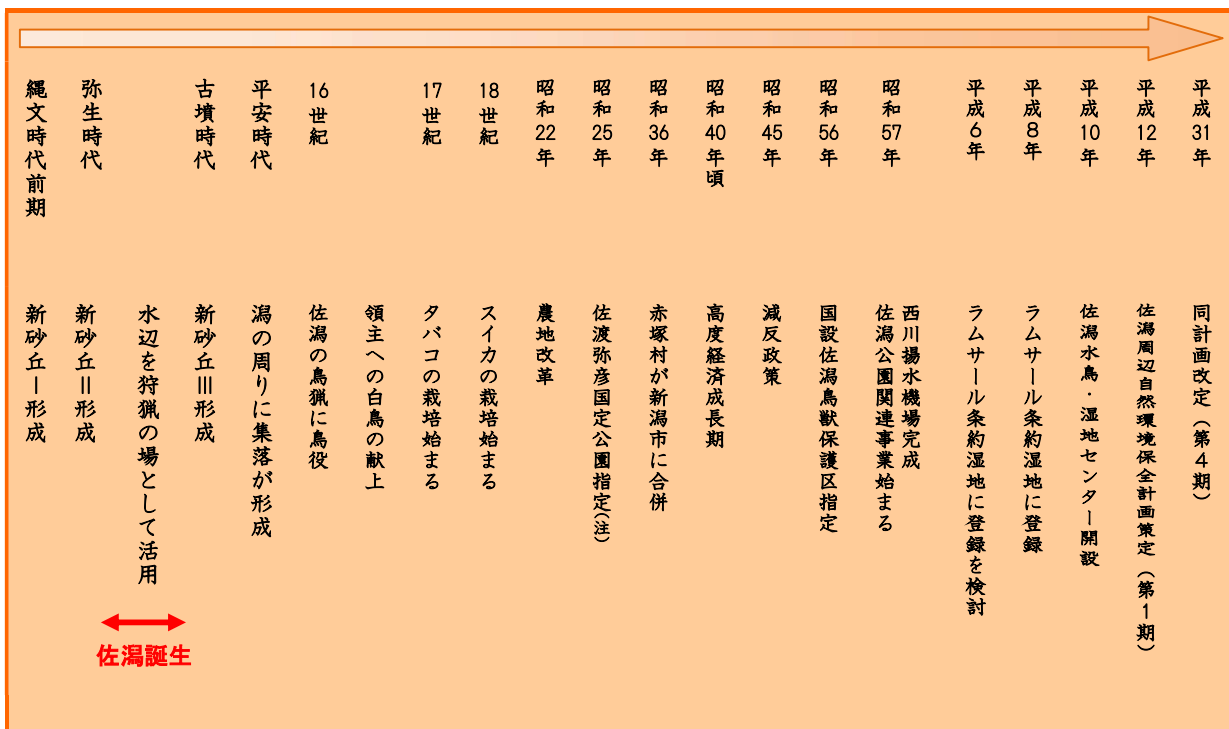 縄文時代前期
新砂丘Ⅰ形成
弥生時代
新砂丘Ⅱ形成
水辺を狩猟の場として活用
佐潟誕生
古墳時代
新砂丘Ⅲ形成
平安時代
潟の周りに集落が形成
16世紀
佐潟の鳥猟に鳥役
領主への白鳥の献上
17世紀
タバコの栽培始まる
18世紀
スイカの栽培始まる
昭和22年
農地改革
昭和25年
佐渡弥彦国定公園指定(注)
昭和36年
赤塚村が新潟市に合併
昭和40年頃
高度経済成長期
昭和45年
減反政策
昭和56年
国設佐潟鳥獣保護区指定
昭和57年
西川揚水機場完成
佐潟公園関連事業始まる
平成6年
ラムサール条約湿地に登録を検討
平成8年
ラムサール条約湿地に登録
平成10年
佐潟水鳥・湿地センター開設
平成12年
佐潟周辺自然環境保全計画策定（第1期）
平成31年
同計画改定（第4期）